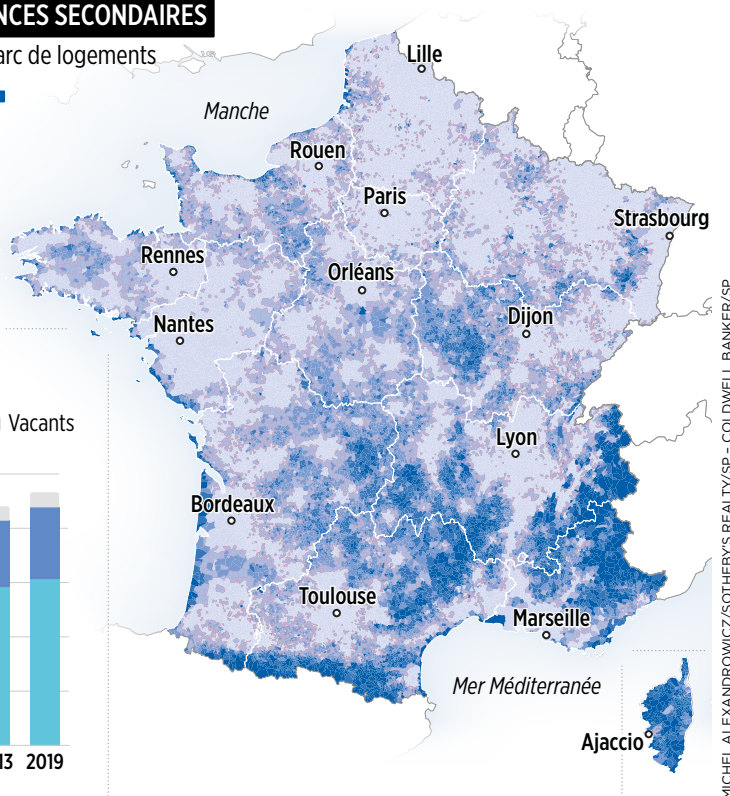 NCES SECONDAIRES
arc de logements
Manche
Lille
Rouen
Paris
Strasbourg
Rennes
Orléans
Nantes
Dijon
Vacants
Lyon
Bordeaux
Toulouse
Marseille
Mer Méditerranée
Ajaccio
13 2019
MICHEL ALEXANDROWICZ/SOTHEBY'S REALTY/SP - COLDWELL BANKER/SP